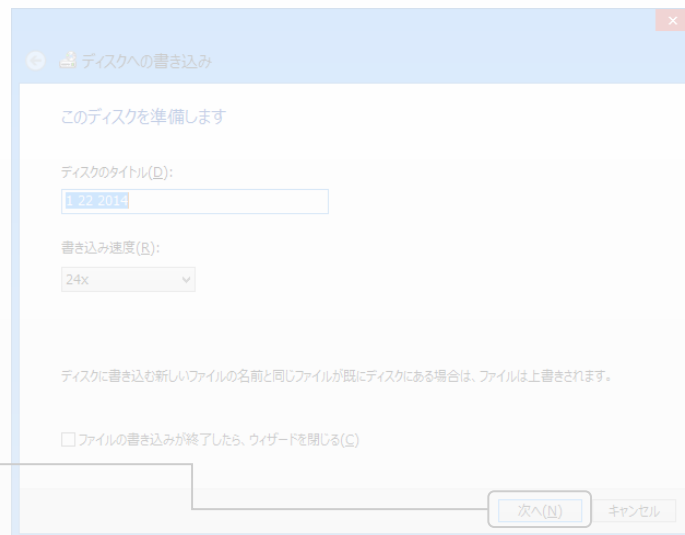 ディスクへの書き込み
このディスクを準備します
ディスクのタイトル(D):
1 22 2014
書き込み速度(R):
24x
ディスクに書き込む新しいファイルの名前と同じファイルが既にディスクにある場合は、ファイルは上書きされます。
ファイルの書き込みが終了したら、ウィザードを閉じる(C)
次へ(N) キャンセル